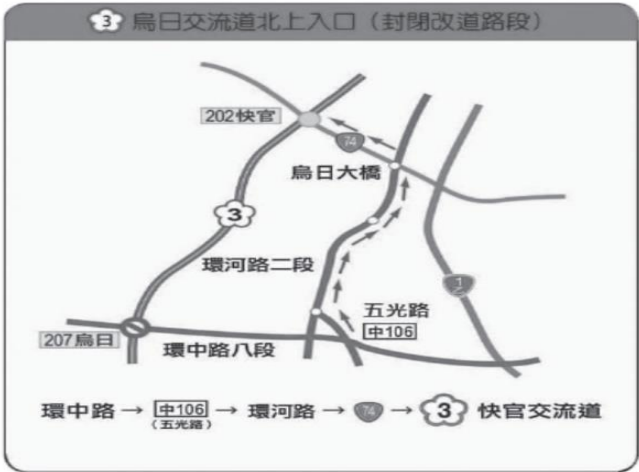 3 烏日交流道北上入口（封閉改道路段）
202快官
74
烏日大橋
3
環河路二段
1
五光路
中106
207烏日
環中路八段
環中路→中106→環河路→74→3 快官交流道
（五光路）